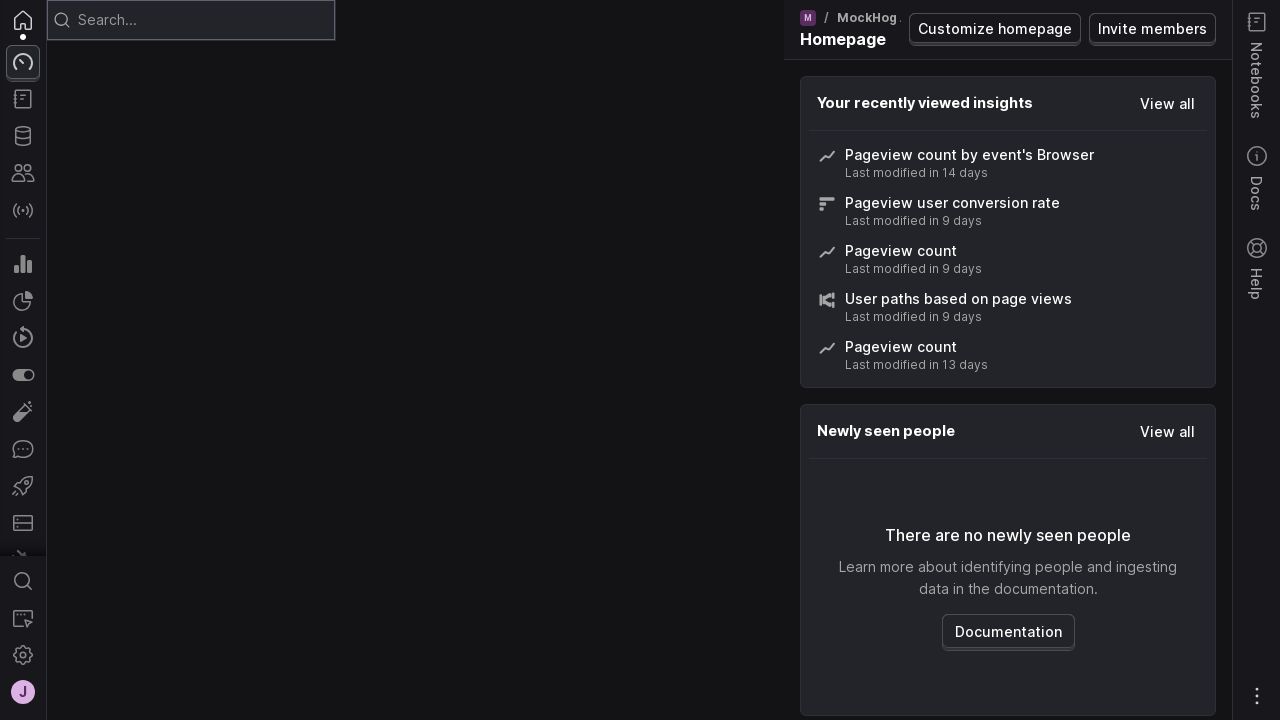 Search...
M / MockHog
Homepage
Customize homepage
Invite members
Your recently viewed insights
View all
Pageview count by event's Browser
Last modified in 14 days
Pageview user conversion rate
Last modified in 9 days
Pageview count
Last modified in 9 days
User paths based on page views
Last modified in 9 days
Pageview count
Last modified in 13 days
Newly seen people
View all
There are no newly seen people
Learn more about identifying people and ingesting
data in the documentation.
Documentation
J
Notebooks
Docs
Help